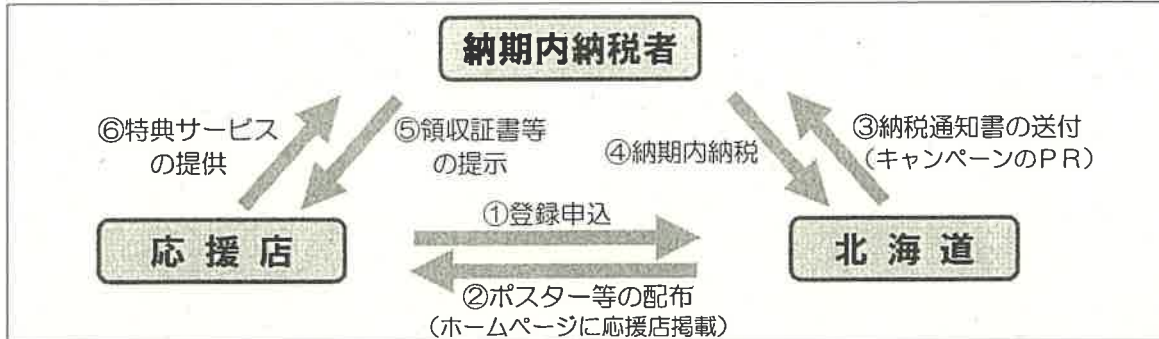 納期内納税者
⑥特典サービス
の提供
⑤領収証書等
の提示
④納期内納税
③納税通知書の送付
（キャンペーンのＰＲ）
①登録申込
応援店
北海道
②ポスター等の配布
（ホームページに応援店掲載）